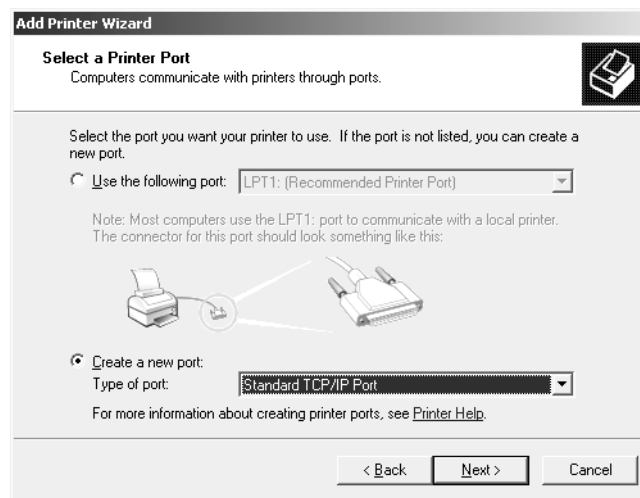 Add Printer Wizard
Select a Printer Port
Computers communicate with printers through ports.
Select the port you want your printer to use. If the port is not listed, you can create a
new port.
Use the following port: LPT1: (Recommended Printer Port)
Note: Most computers use the LPT1: port to communicate with a local printer.
The connector for this port should look something like this:
Create a new port:
Type of port: Standard TCP/IP Port
For more information about creating printer ports, see Printer Help.
< Back Next > Cancel